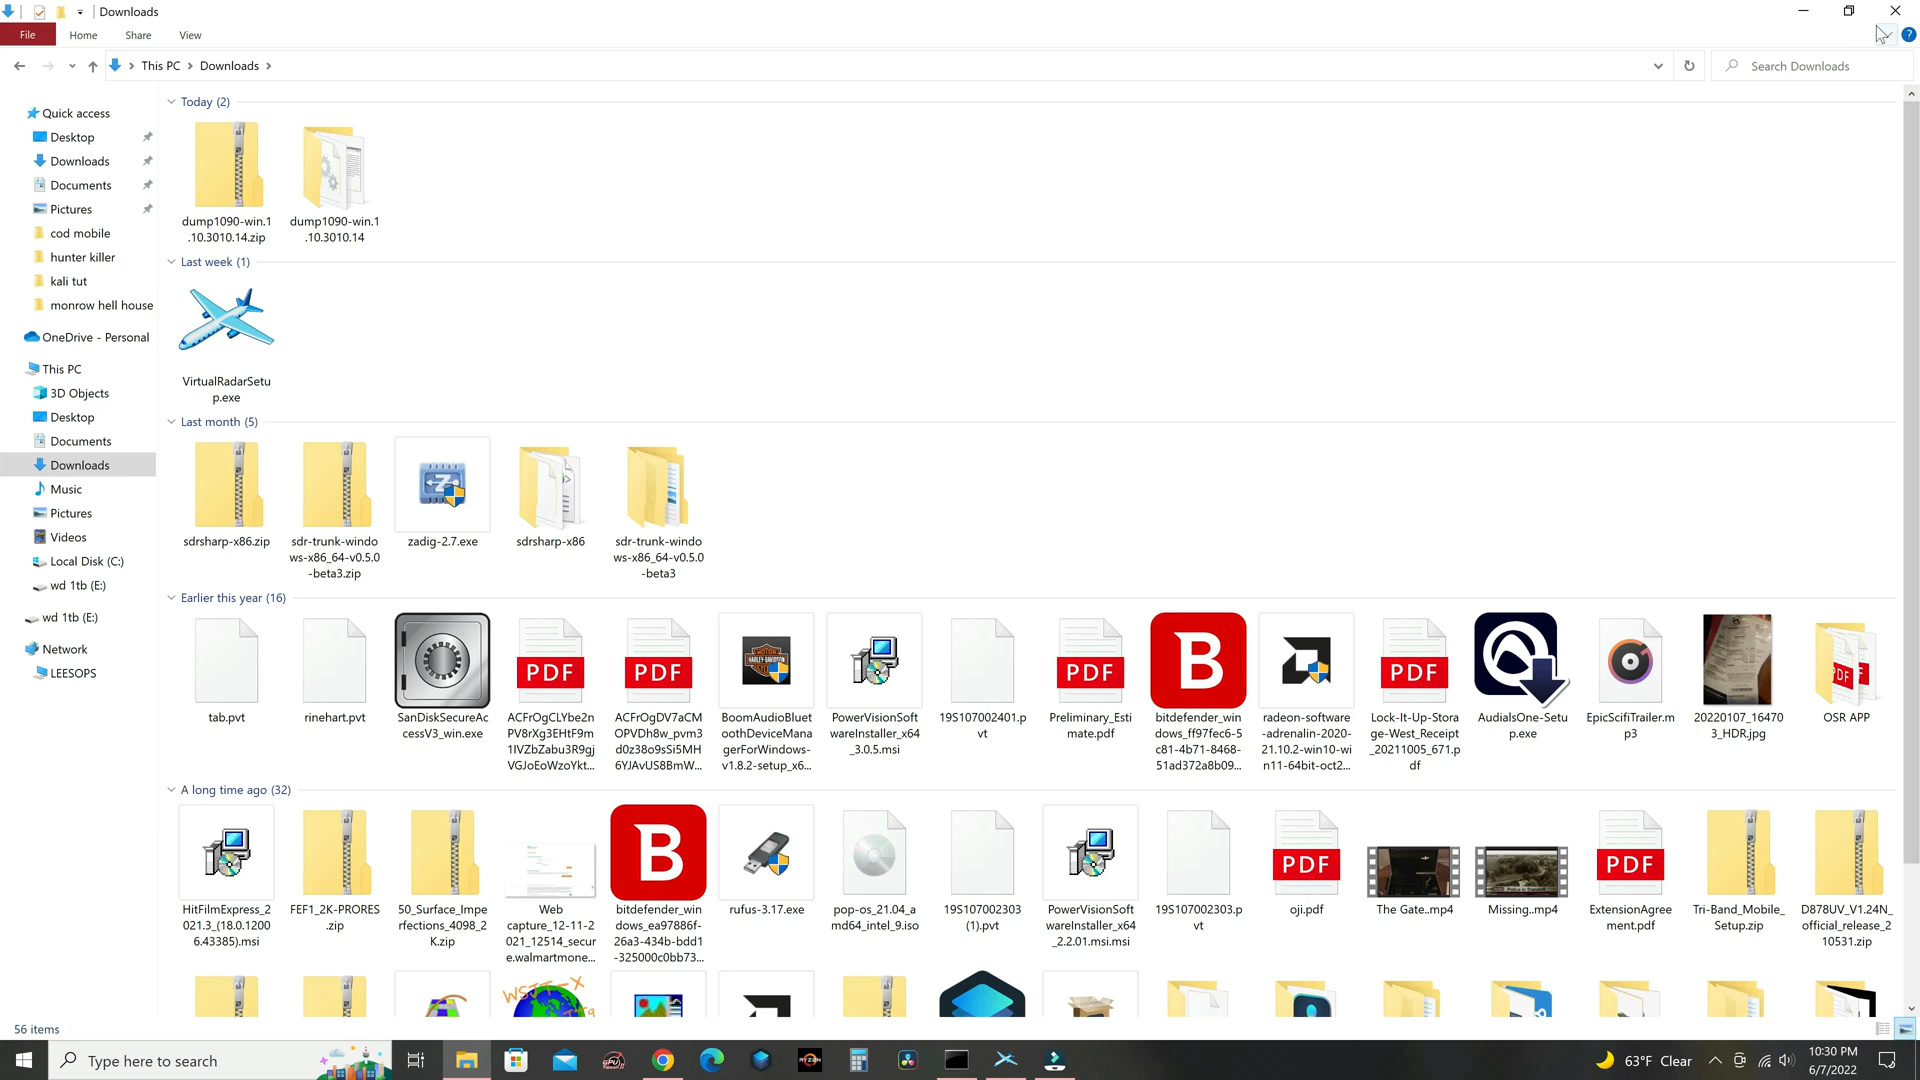 Downloads
File
Home
Share
View
This PC
Downloads
Search Downloads
Quick access
Desktop
Downloads
Documents
Pictures
cod mobile
hunter killer
kali tut
monrow hell house
OneDrive - Personal
This PC
3D Objects
Desktop
Documents
Downloads
Music
Pictures
Videos
Local Disk (C:)
wd 1tb (E:)
wd 1tb (E:)
Network
LEESOPS
Today (2)
dump1090-win.1
.10.3010.14.zip
dump1090-win.1
.10.3010.14
Last week (1)
VirtualRadarSetu
p.exe
Last month (5)
sdrsharp-x86.zip
sdr-trunk-windo
ws-x86_64-v0.5.0
-beta3.zip
zadig-2.7.exe
sdrsharp-x86
sdr-trunk-windo
ws-x86_64-v0.5.0
-beta3
Earlier this year (16)
tab.pvt
rinehart.pvt
SanDiskSecureAc
cessV3_win.exe
PDF
ACFrOgCLYbe2n
PV8rXg3EHtF9m
1IVZbZabu3R9gj
VGJoEoWzoYkt...
PDF
ACFrOgDV7aCM
OPVDh8w_pvm3
d0z38o9sSi5MH
6YJAvUS8BmW...
BoomAudioBluet
oothDeviceMana
gerForWindows-
v1.8.2-setup_x6...
PowerVisionSoft
wareInstaller_x64
_3.0.5.msi
19S107002401.p
vt
PDF
Preliminary_Esti
mate.pdf
B
bitdefender_win
dows_ff97fec6-5
c81-4b71-8468-
51ad372a8b09...
radeon-software
-adrenalin-2020-
21.10.2-win10-wi
n11-64bit-oct2...
PDF
Lock-It-Up-Stora
ge-West_Receipt
_20211005_671.p
df
AudialsOne-Setu
p.exe
EpicScifiTrailer.m
p3
20220107_16470
3_HDR.jpg
OSR APP
A long time ago (32)
HitFilmExpress_2
021.3_(18.0.1200
6.43385).msi
FEF1_2K-PRORES
.zip
50_Surface_Impe
rfections_4098_2
K.zip
Web
capture_12-11-2
021_12514_secur
e.walmartmone...
B
bitdefender_win
dows_ea97886f-
26a3-434b-bdd1
-325000c0bb73...
rufus-3.17.exe
pop-os_21.04_a
md64_intel_9.iso
19S107002303
(1).pvt
PowerVisionSoft
wareInstaller_x64
_2.2.01.msi.msi
19S107002303.p
vt
PDF
oji.pdf
The Gate..mp4
Missing..mp4
PDF
ExtensionAgree
ment.pdf
Tri-Band_Mobile_
Setup.zip
D878UV_V1.24N_
official_release_2
10531.zip
WSJT-X
56 items
Type here to search
RYZEN
63°F Clear
10:30 PM
6/7/2022